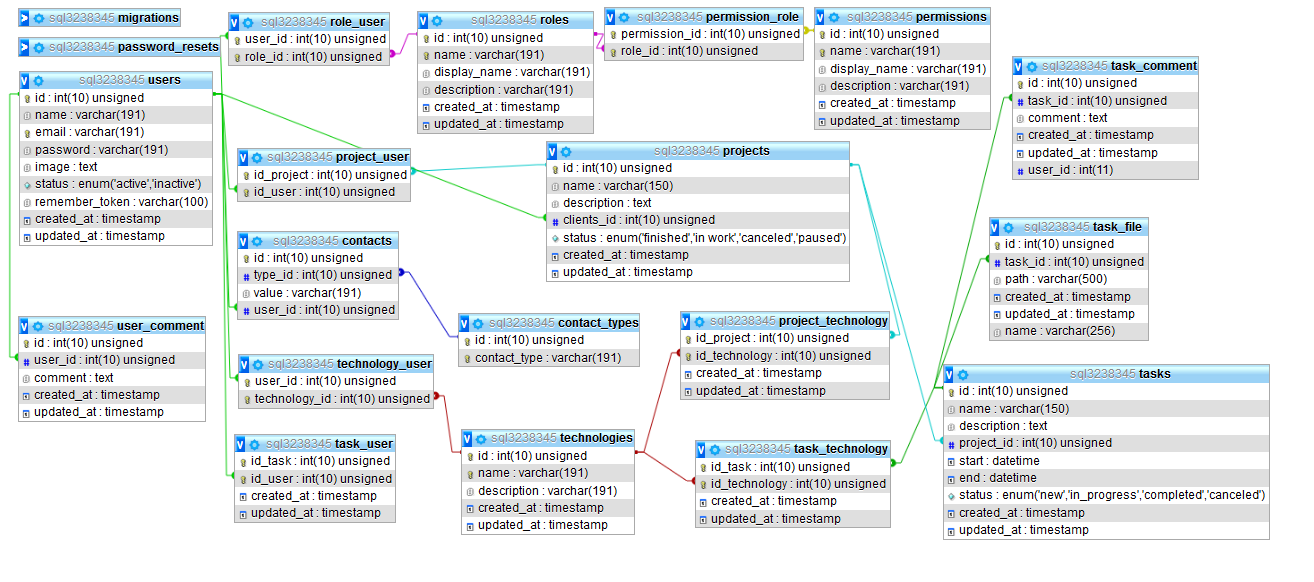 sql3238345 migrations
sql3238345 password_resets
sql3238345 users
id : int(10) unsigned
name : varchar(191)
email : varchar(191)
password : varchar(191)
image : text
status : enum('active','inactive')
remember_token : varchar(100)
created_at : timestamp
updated_at : timestamp
sql3238345 user_comment
id : int(10) unsigned
user_id : int(10) unsigned
comment : text
created_at : timestamp
updated_at : timestamp
sql3238345 role_user
user_id : int(10) unsigned
role_id : int(10) unsigned
sql3238345 project_user
id_project : int(10) unsigned
id_user : int(10) unsigned
sql3238345 contacts
id : int(10) unsigned
type_id : int(10) unsigned
value : varchar(191)
user_id : int(10) unsigned
sql3238345 technology_user
user_id : int(10) unsigned
technology_id : int(10) unsigned
sql3238345 task_user
id_task : int(10) unsigned
id_user : int(10) unsigned
created_at : timestamp
updated_at : timestamp
sql3238345 roles
id : int(10) unsigned
name : varchar(191)
display_name : varchar(191)
description : varchar(191)
created_at : timestamp
updated_at : timestamp
sql3238345 contact_types
id : int(10) unsigned
contact_type : varchar(191)
sql3238345 technologies
id : int(10) unsigned
name : varchar(191)
description : varchar(191)
created_at : timestamp
updated_at : timestamp
sql3238345 permission_role
permission_id : int(10) unsigned
role_id : int(10) unsigned
sql3238345 projects
id : int(10) unsigned
name : varchar(150)
description : text
clients_id : int(10) unsigned
status : enum('finished','in work','canceled','paused')
created_at : timestamp
updated_at : timestamp
sql3238345 project_technology
id_project : int(10) unsigned
id_technology : int(10) unsigned
created_at : timestamp
updated_at : timestamp
sql3238345 task_technology
id_task : int(10) unsigned
id_technology : int(10) unsigned
created_at : timestamp
updated_at : timestamp
sql3238345 permissions
id : int(10) unsigned
name : varchar(191)
display_name : varchar(191)
description : varchar(191)
created_at : timestamp
updated_at : timestamp
sql3238345 task_comment
id : int(10) unsigned
task_id : int(10) unsigned
comment : text
created_at : timestamp
updated_at : timestamp
user_id : int(11)
sql3238345 task_file
id : int(10) unsigned
task_id : int(10) unsigned
path : varchar(500)
created_at : timestamp
updated_at : timestamp
name : varchar(256)
sql3238345 tasks
id : int(10) unsigned
name : varchar(150)
description : text
project_id : int(10) unsigned
start : datetime
end : datetime
status : enum('new','in_progress','completed','canceled')
created_at : timestamp
updated_at : timestamp